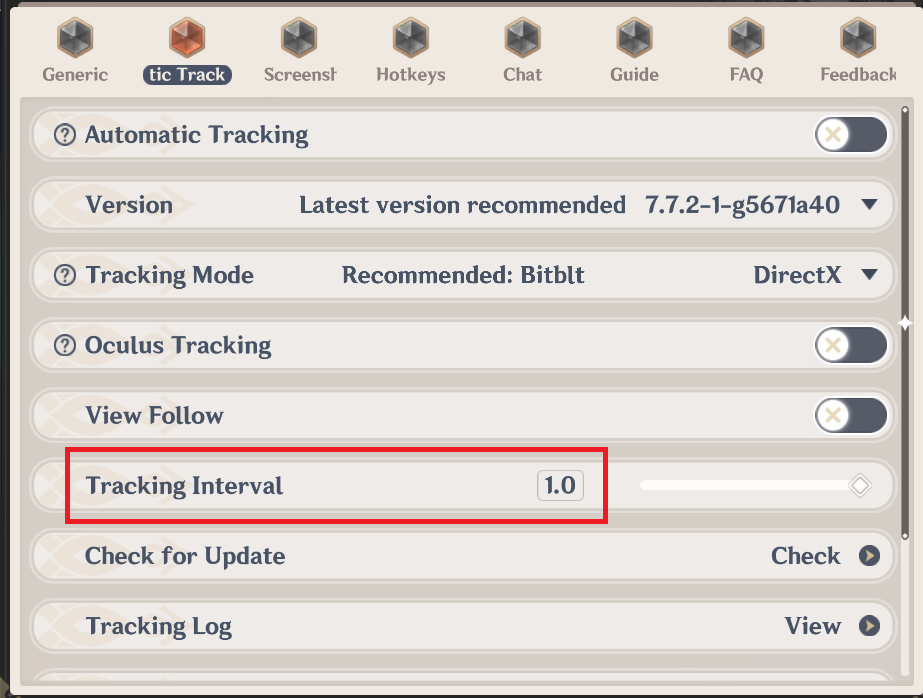 Generic
tic Track
Screensh
Hotkeys
Chat
Guide
FAQ
Feedback
? Automatic Tracking
Version Latest version recommended 7.7.2-1-g5671a40
? Tracking Mode Recommended: Bitblt DirectX
? Oculus Tracking
View Follow
Tracking Interval 1.0
Check for Update Check
Tracking Log View